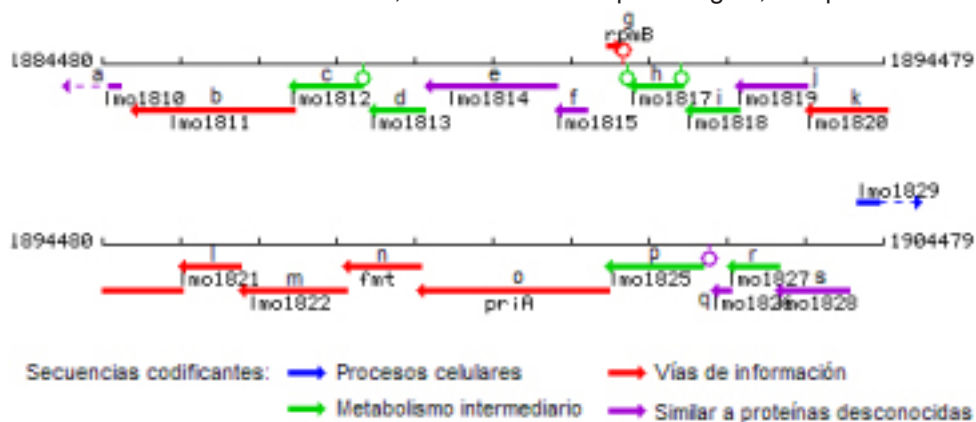 g
rpmB
1884480 1894479
a c e h j
lmo1810 lmo1812 lmo1814 lmo1817 lmo1819
b d f i k
lmo1811 lmo1813 lmo1815 lmo1818 lmo1820
lmo1829
1894480 1904479
l n p r
lmo1821 fmt lmo1825 lmo1827
m o q s
lmo1822 priA lmo1828
Secuencias codificantes: Procesos celulares Vías de información
Metabolismo intermediario Similar a proteínas desconocidas